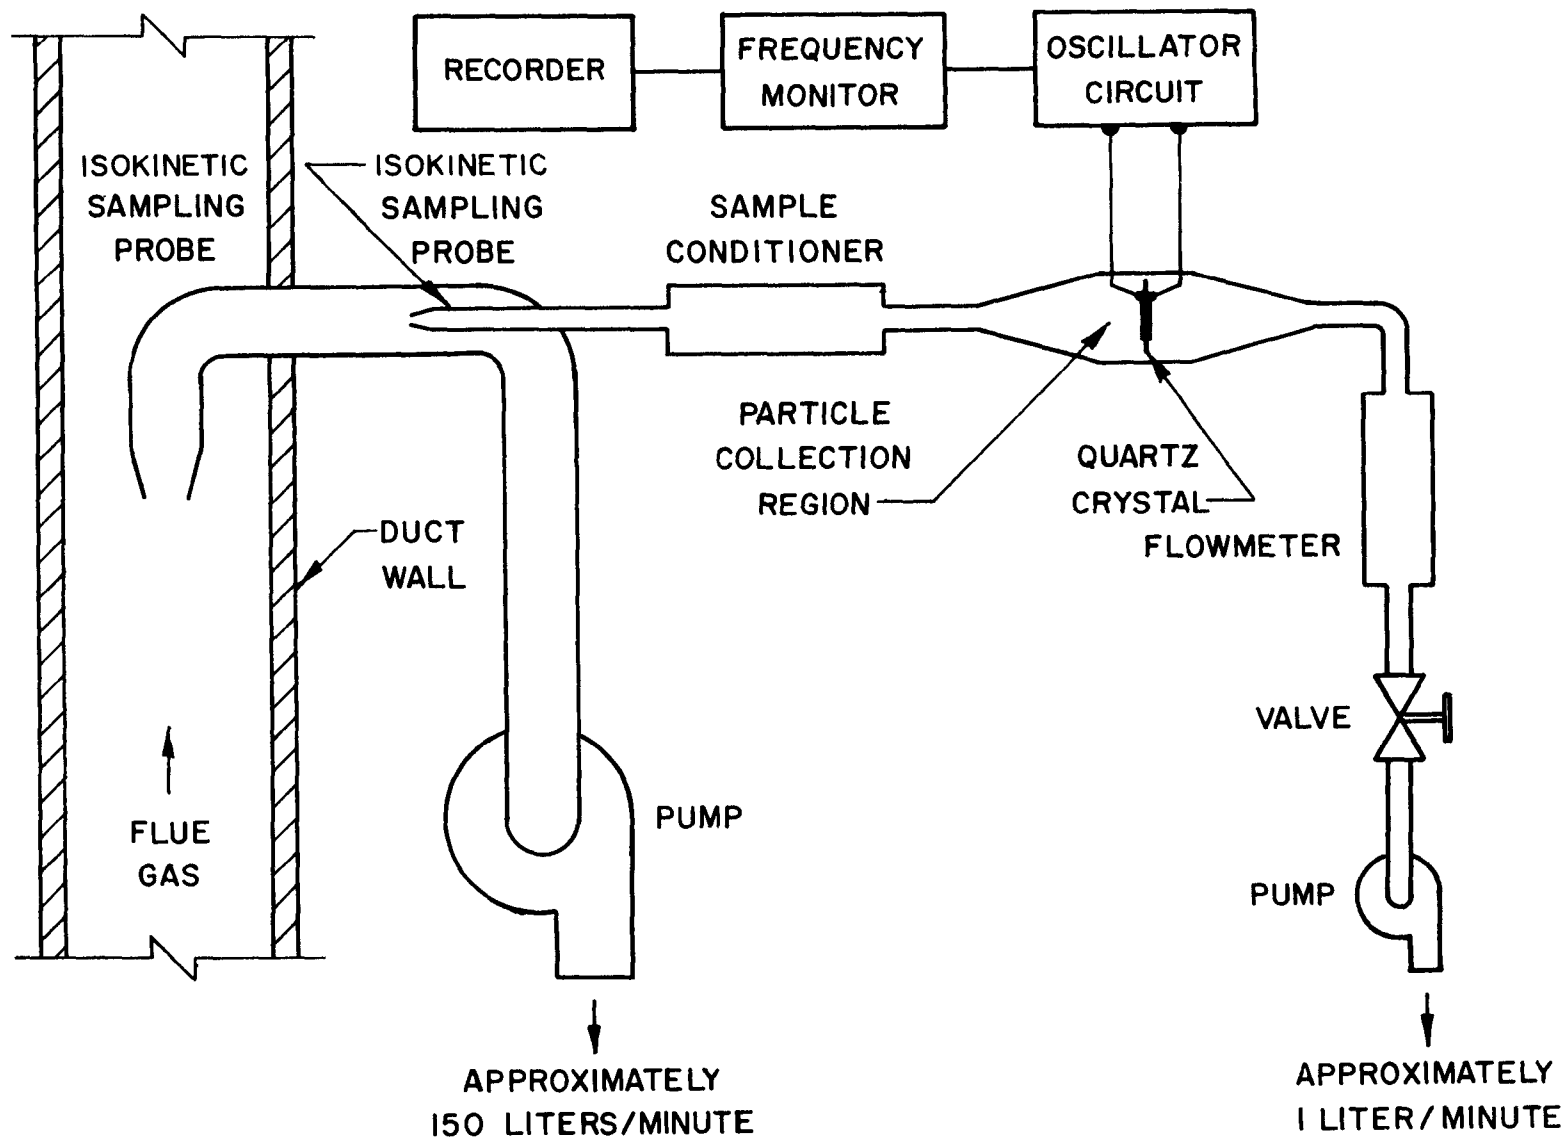 RECORDER
FREQUENCY
MONITOR
OSCILLATOR
CIRCUIT
ISOKINETIC
SAMPLING
PROBE
ISOKINETIC
SAMPLING
PROBE
SAMPLE
CONDITIONER
PARTICLE
COLLECTION
REGION
QUARTZ
CRYSTAL
FLOWMETER
DUCT
WALL
VALVE
FLUE
GAS
PUMP
PUMP
APPROXIMATELY
150 LITERS/MINUTE
APPROXIMATELY
1 LITER/MINUTE